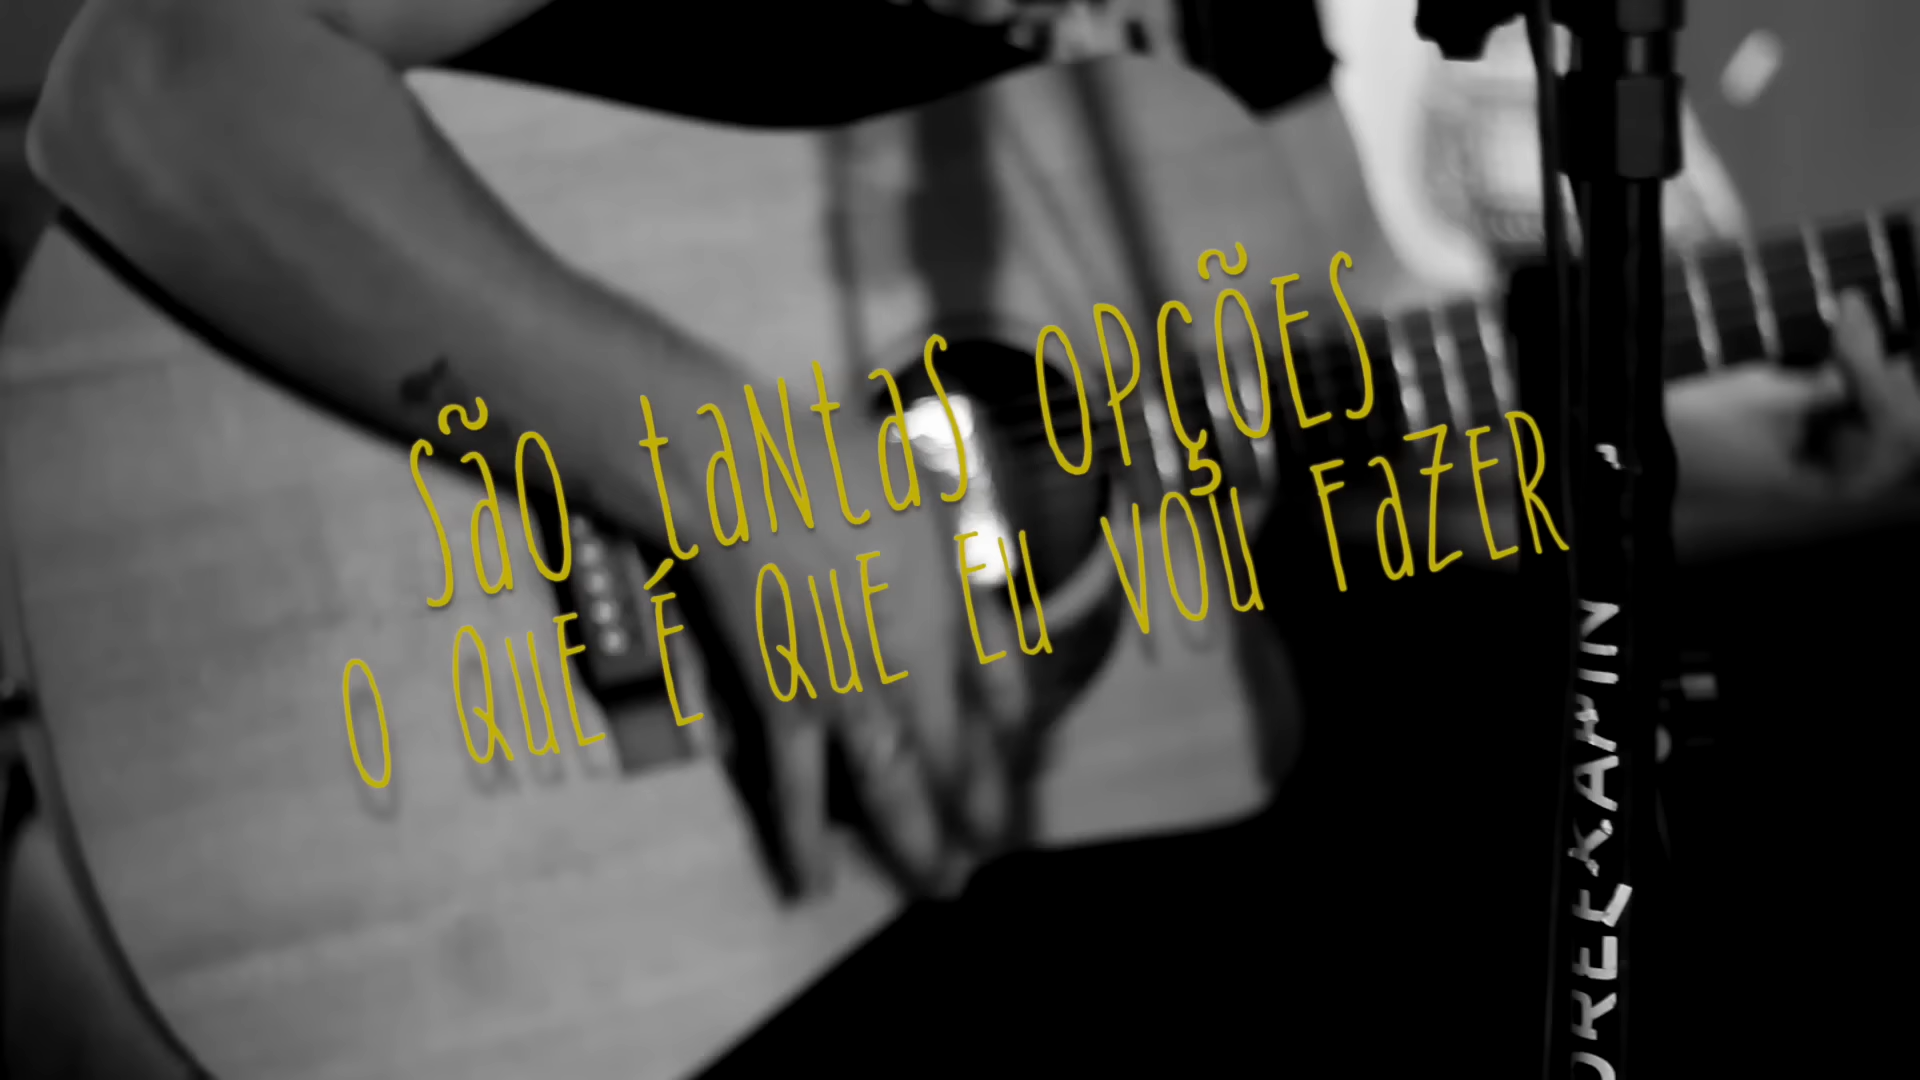 são tantas opções
o que é que eu vou fazer